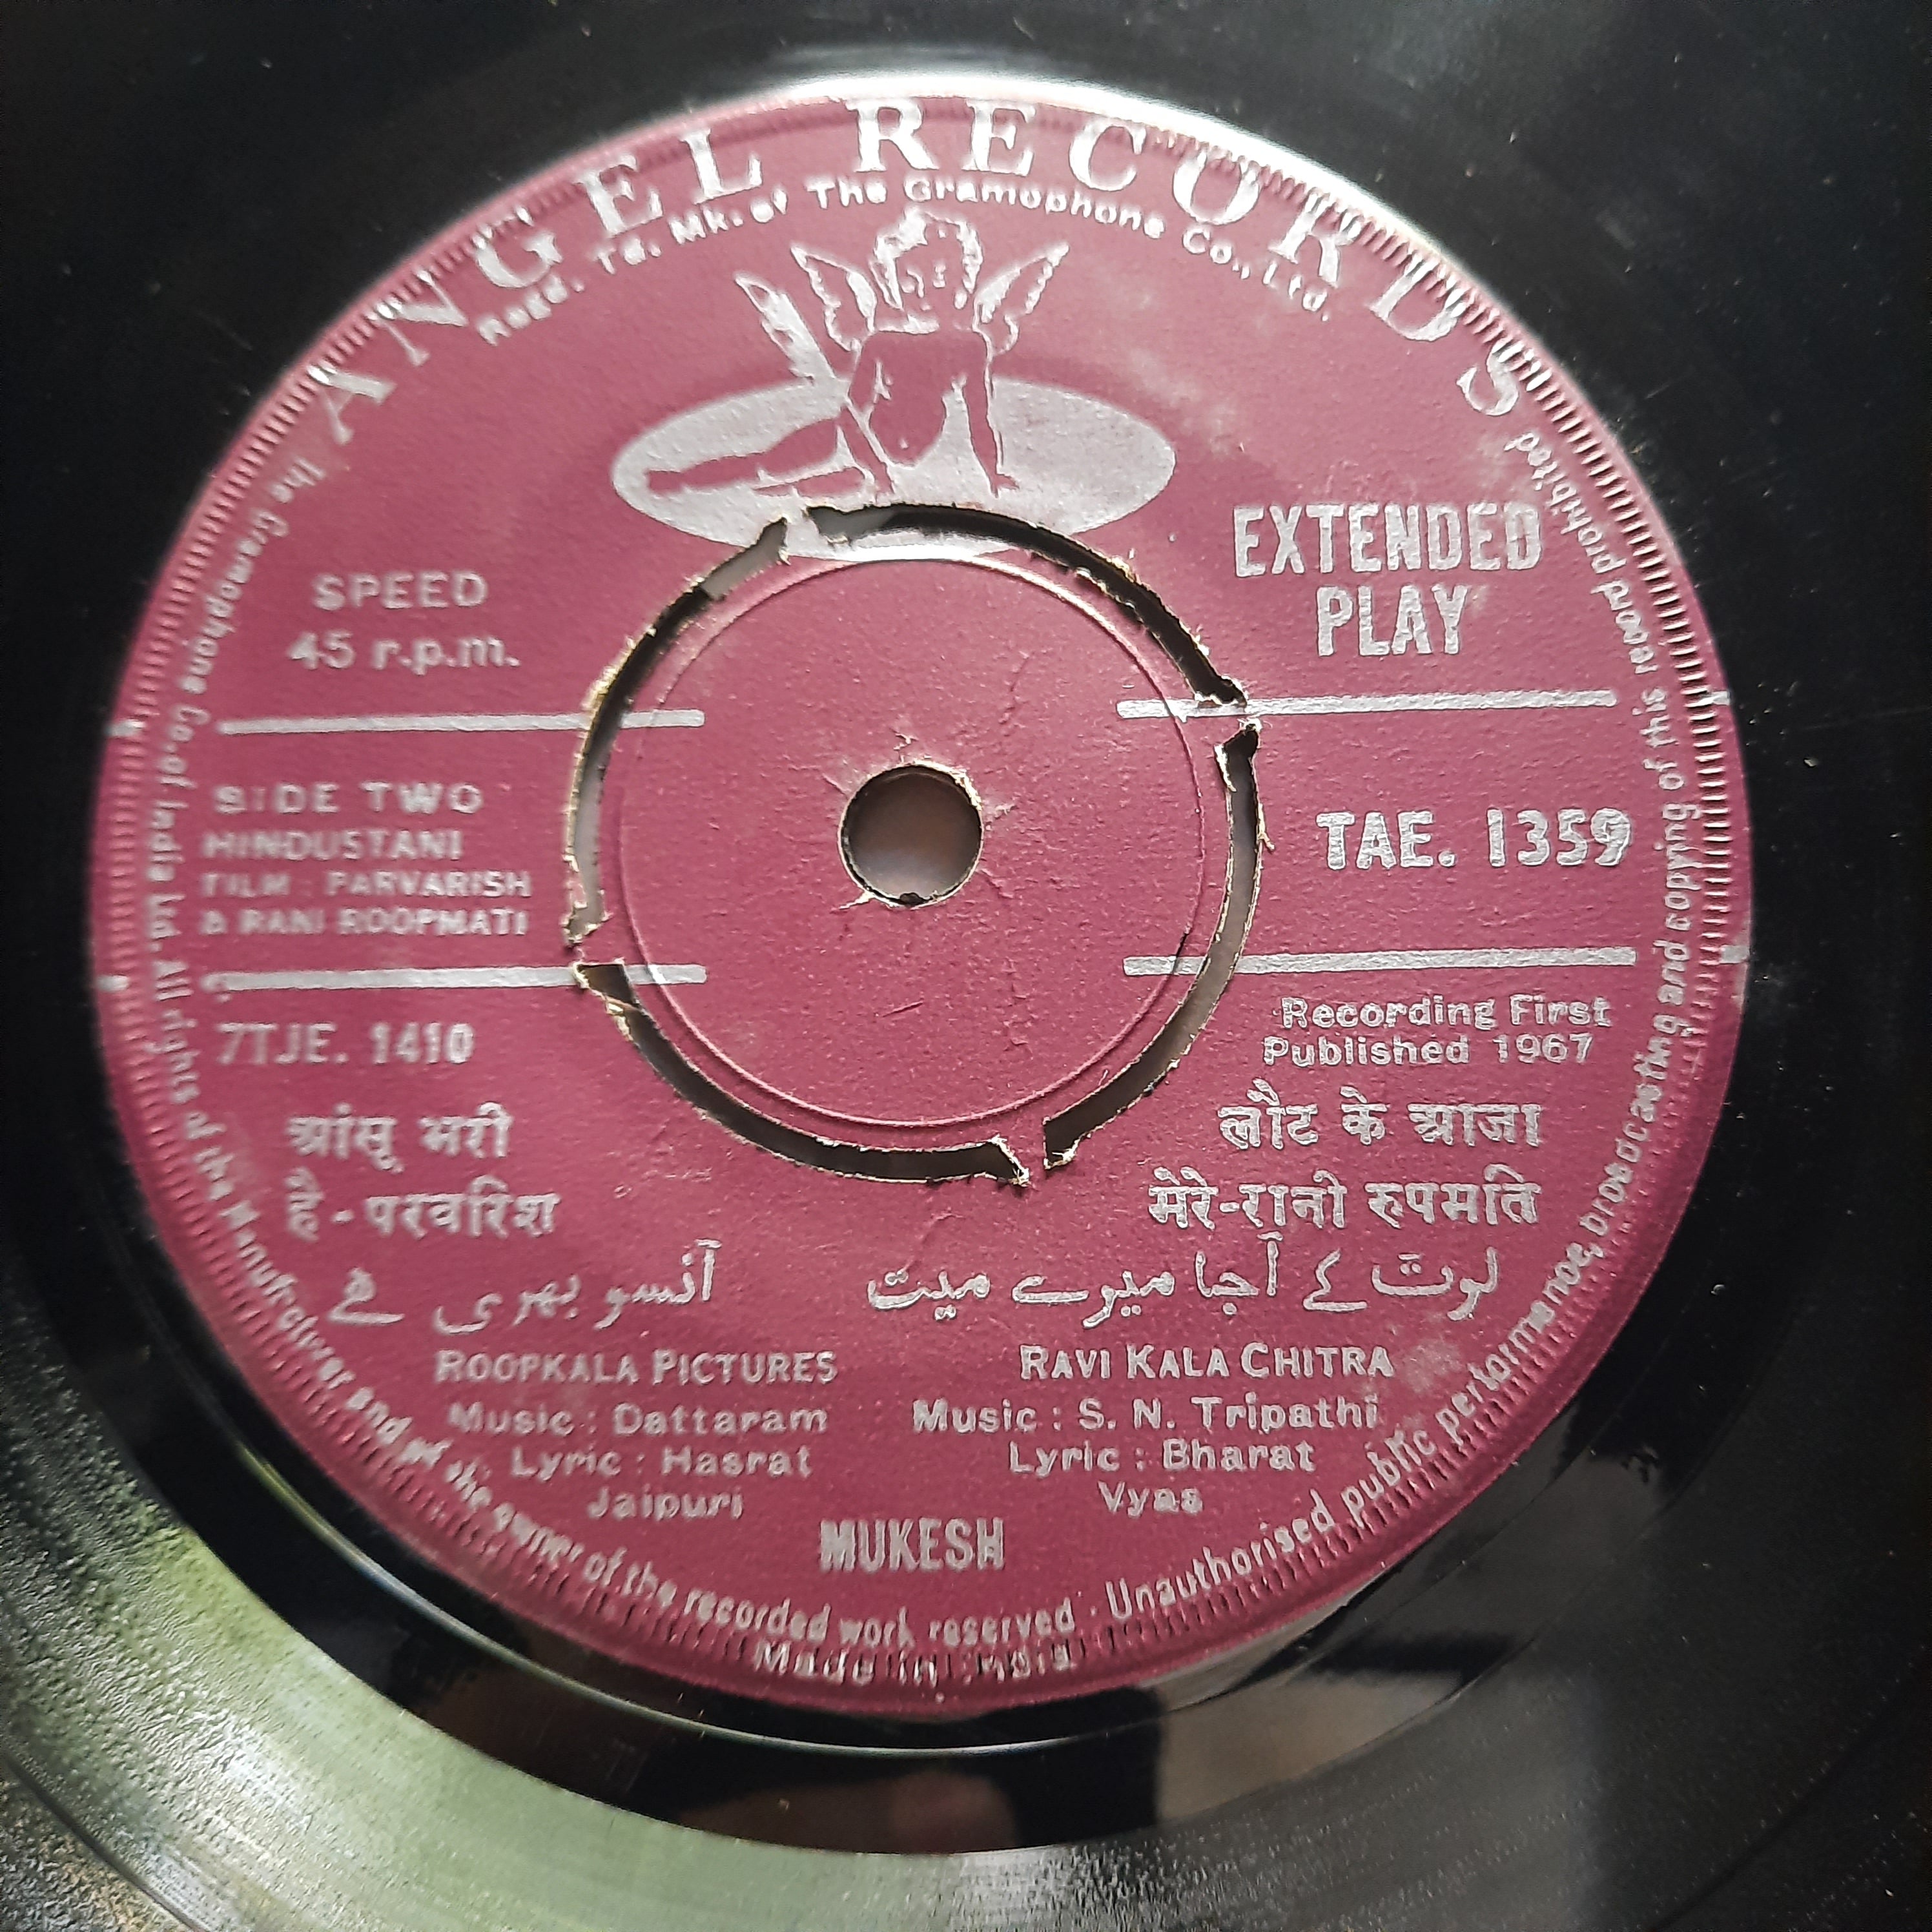 ANGEL RECORDS
Regd. Td. Mk. of The Gramophone Co., Ltd.
EXTENDED
PLAY
SPEED
45 r.p.m.
SIDE TWO
HINDUSTANI
FILM : PARVARISH
& RANI ROOPMATI
TAE. 1359
7TJE. 1410
Recording First
Published 1967
आंसू भरी
है - परवरिश
लौट के आजा
मेरे-रानी रुपमति
آنسو بھری ہے
لوٹ کے آجا میرے میت
ROOPKALA PICTURES
Music : Dattaram
Lyric : Hasrat
Jaipuri
RAVI KALA CHITRA
Music : S. N. Tripathi
Lyric : Bharat
Vyas
MUKESH
The Gramophone Co. of India Ltd. All rights of the Manufacturer and of the owner of the recorded work reserved. Unauthorised public performance, broadcasting and copying of this record prohibited
Made in India